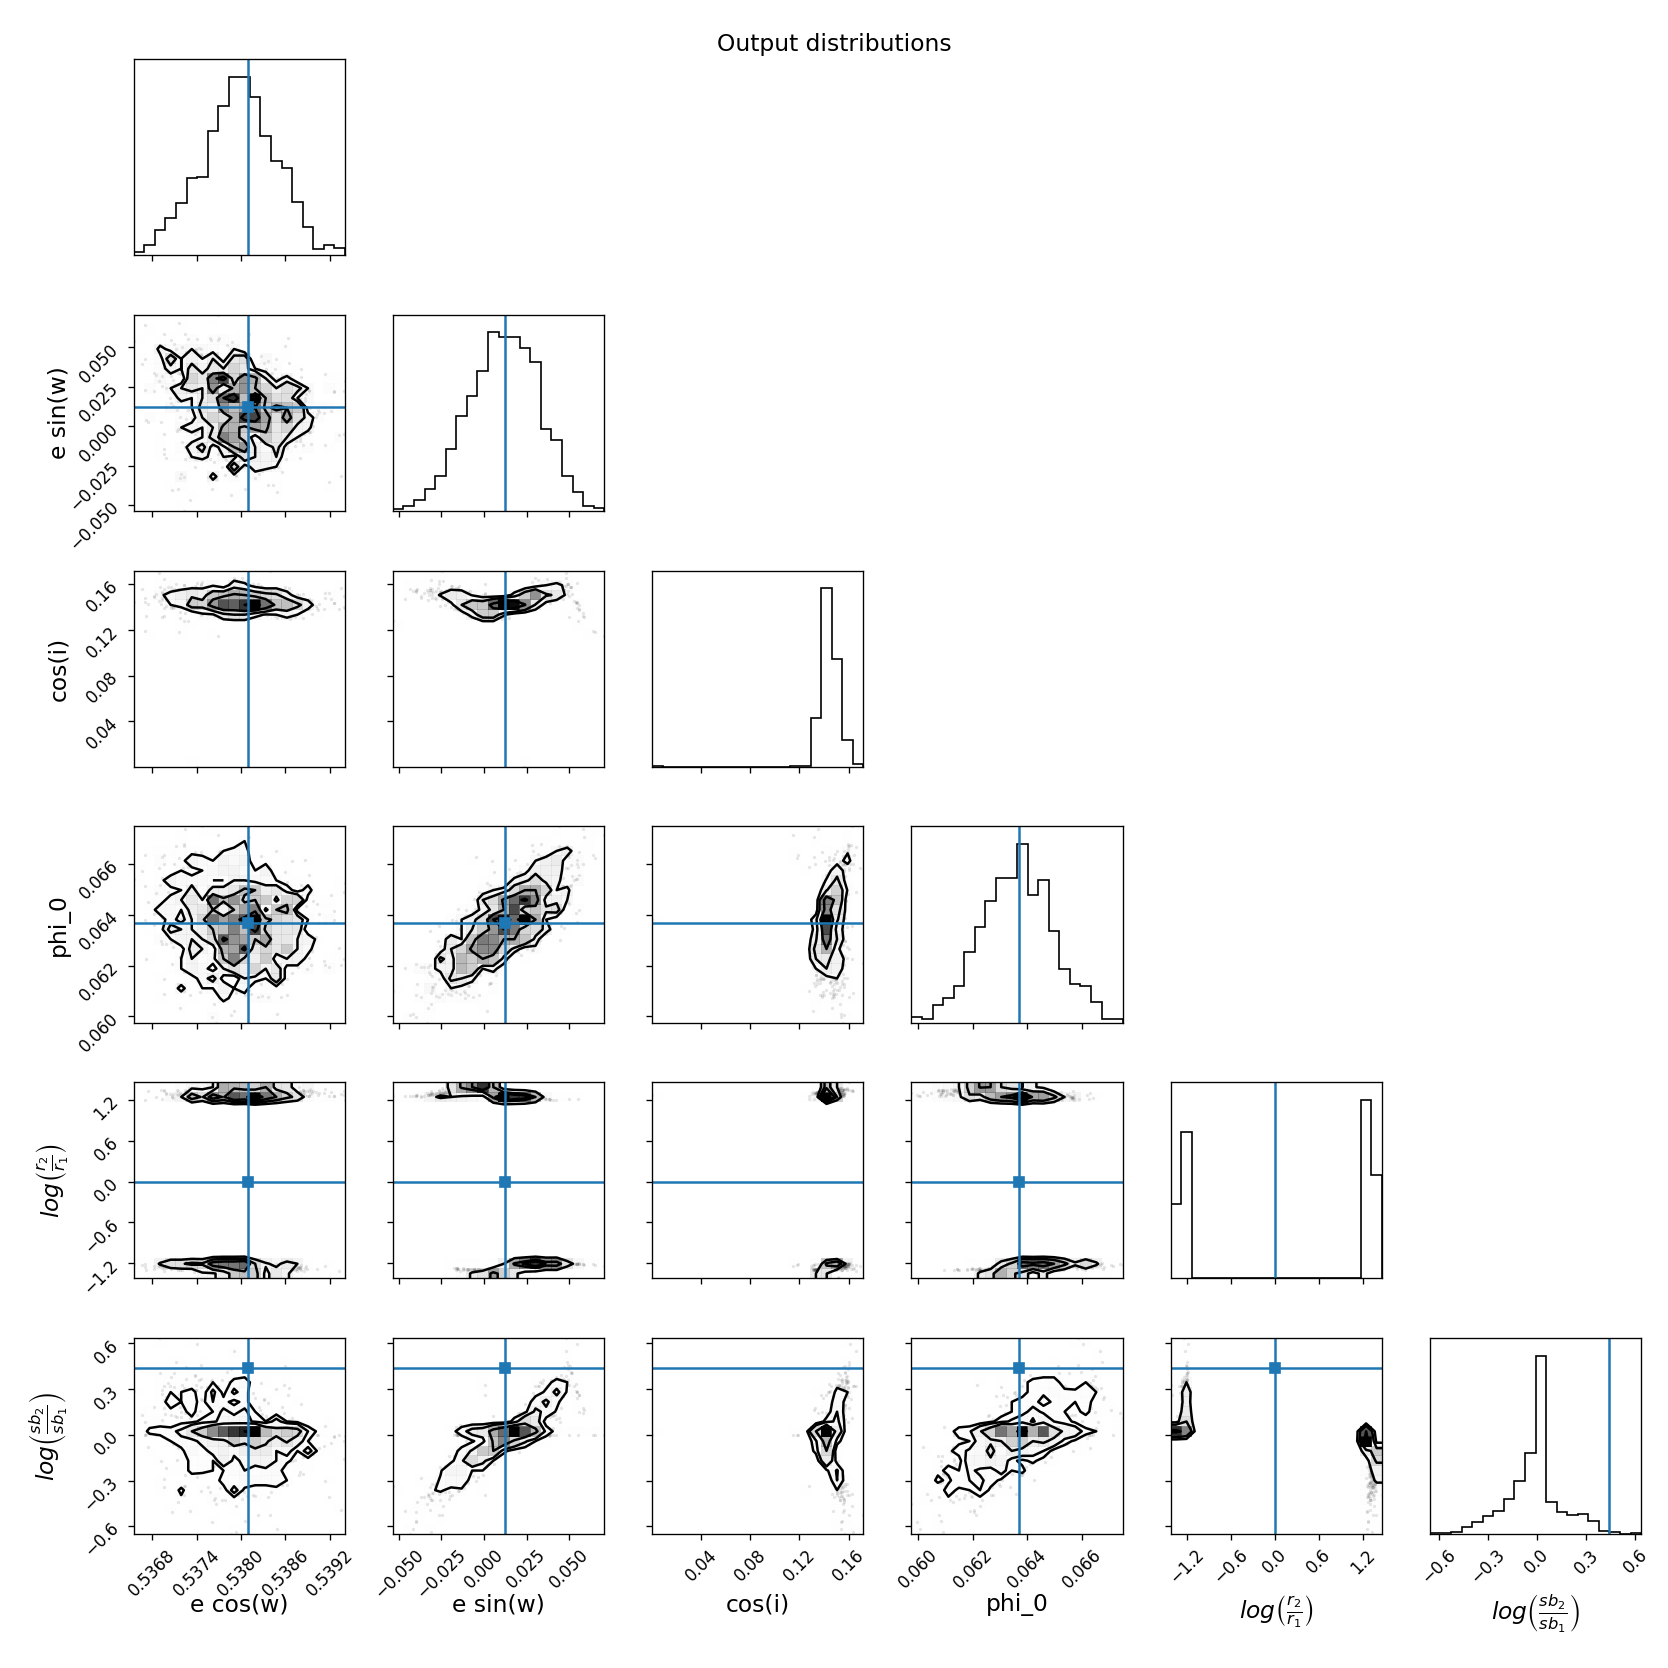 Output distributions
e sin(w)
0.050
0.025
0.000
−0.025
−0.050
cos(i)
0.16
0.12
0.08
0.04
phi_0
0.066
0.064
0.062
0.060
log(r₂/r₁)
1.2
0.6
0.0
−0.6
−1.2
log(sb₂/sb₁)
0.6
0.3
0.0
−0.3
−0.6
0.5368 0.5374 0.5380 0.5386 0.5392
−0.050 −0.025 0.000 0.025 0.050
0.04 0.08 0.12 0.16
0.060 0.062 0.064 0.066
−1.2 −0.6 0.0 0.6 1.2
−0.6 −0.3 0.0 0.3 0.6
e cos(w)
e sin(w)
cos(i)
phi_0
log(r₂/r₁)
log(sb₂/sb₁)